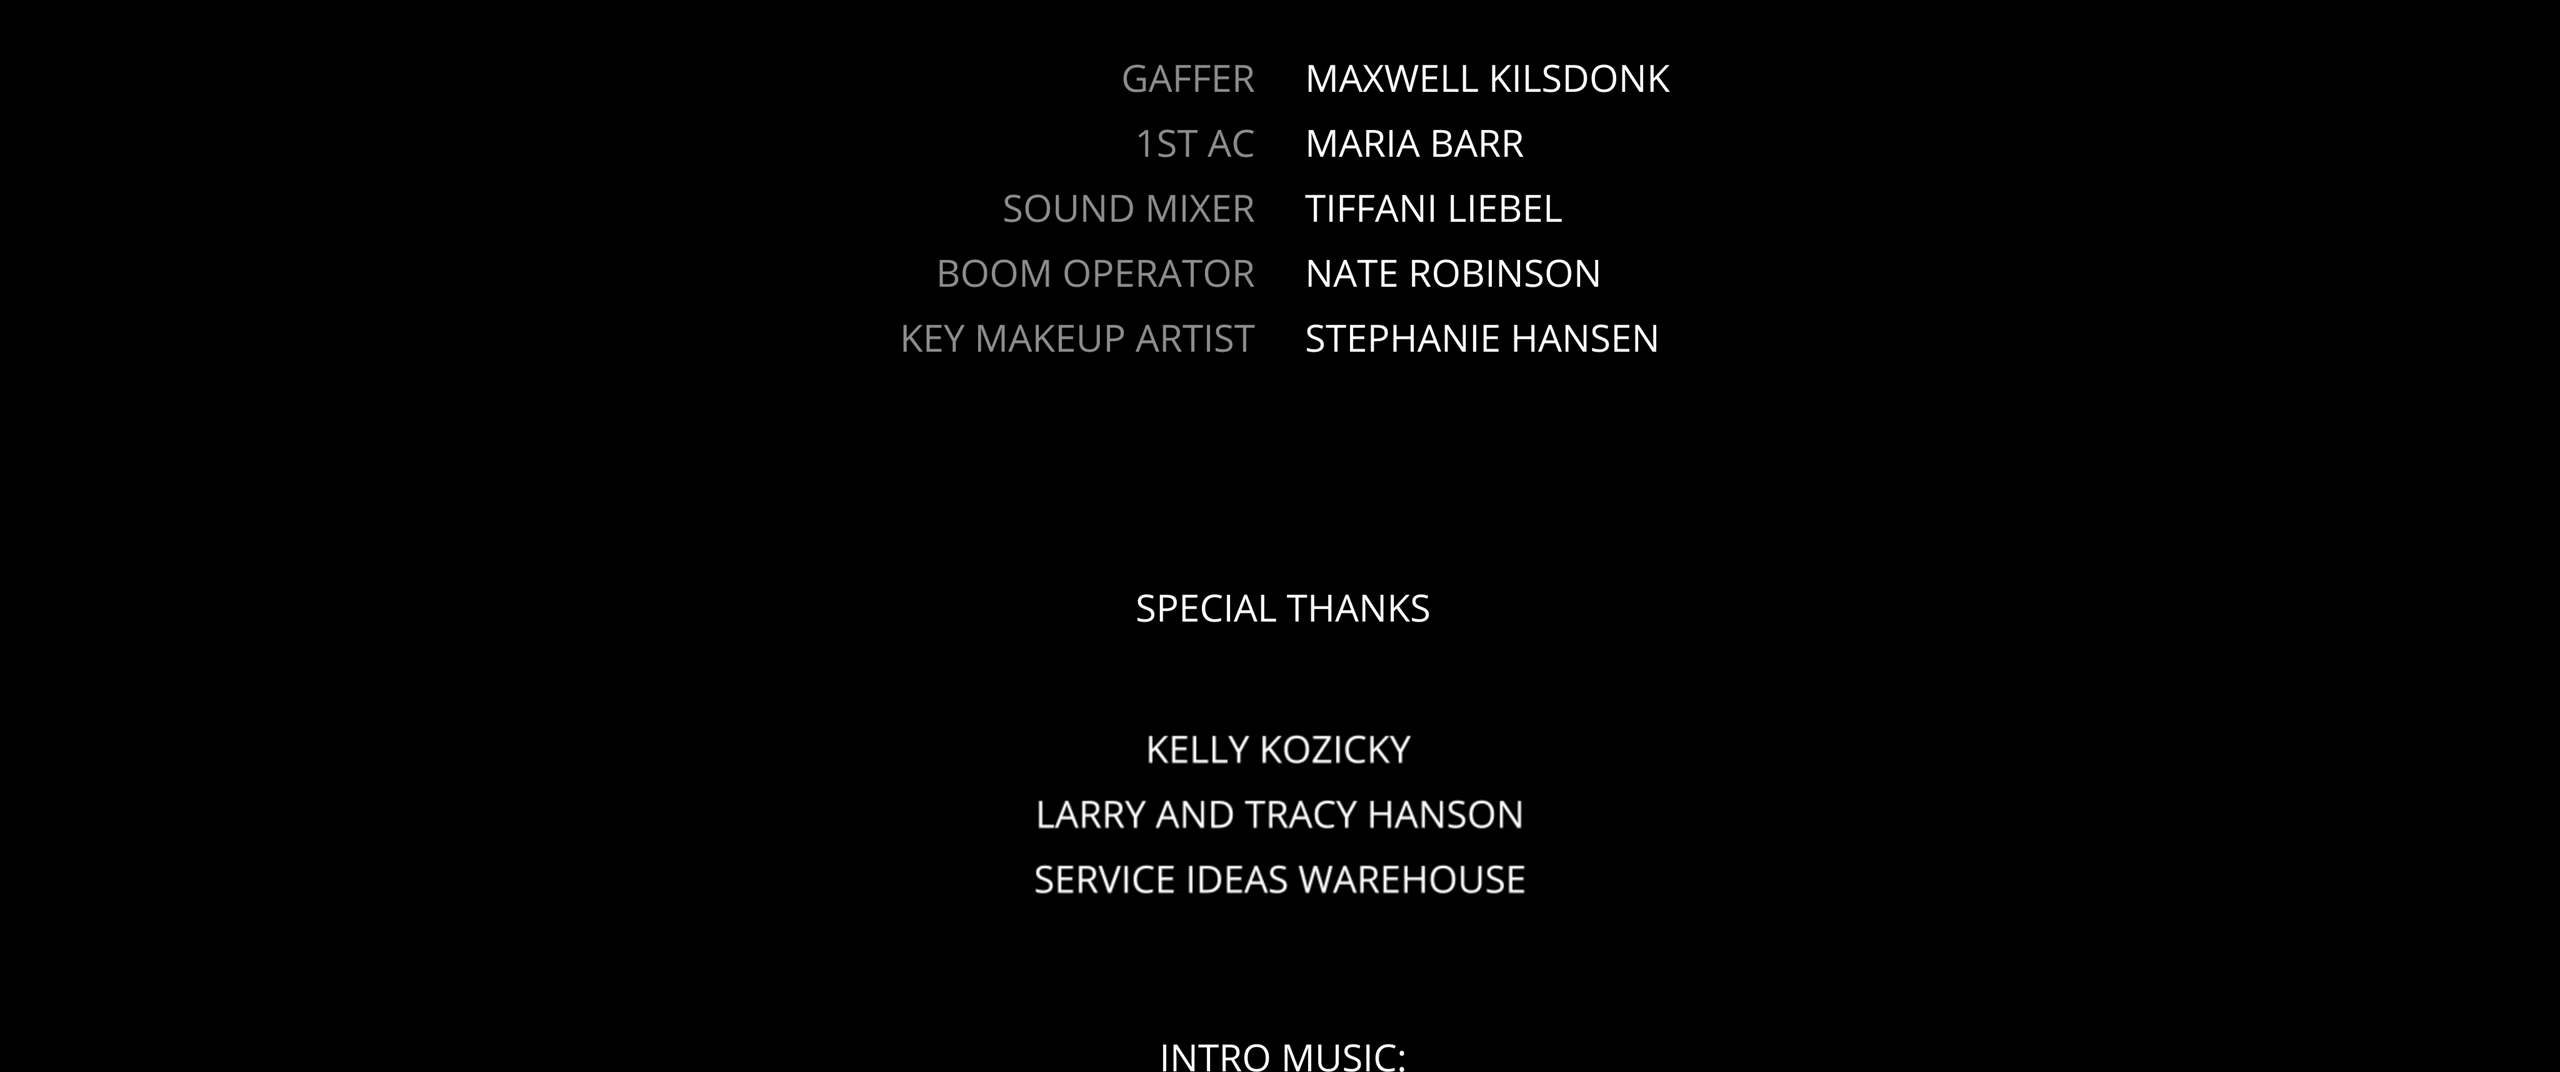 GAFFER MAXWELL KILSDONK
1ST AC MARIA BARR
SOUND MIXER TIFFANI LIEBEL
BOOM OPERATOR NATE ROBINSON
KEY MAKEUP ARTIST STEPHANIE HANSEN
SPECIAL THANKS
KELLY KOZICKY
LARRY AND TRACY HANSON
SERVICE IDEAS WAREHOUSE
INTRO MUSIC: